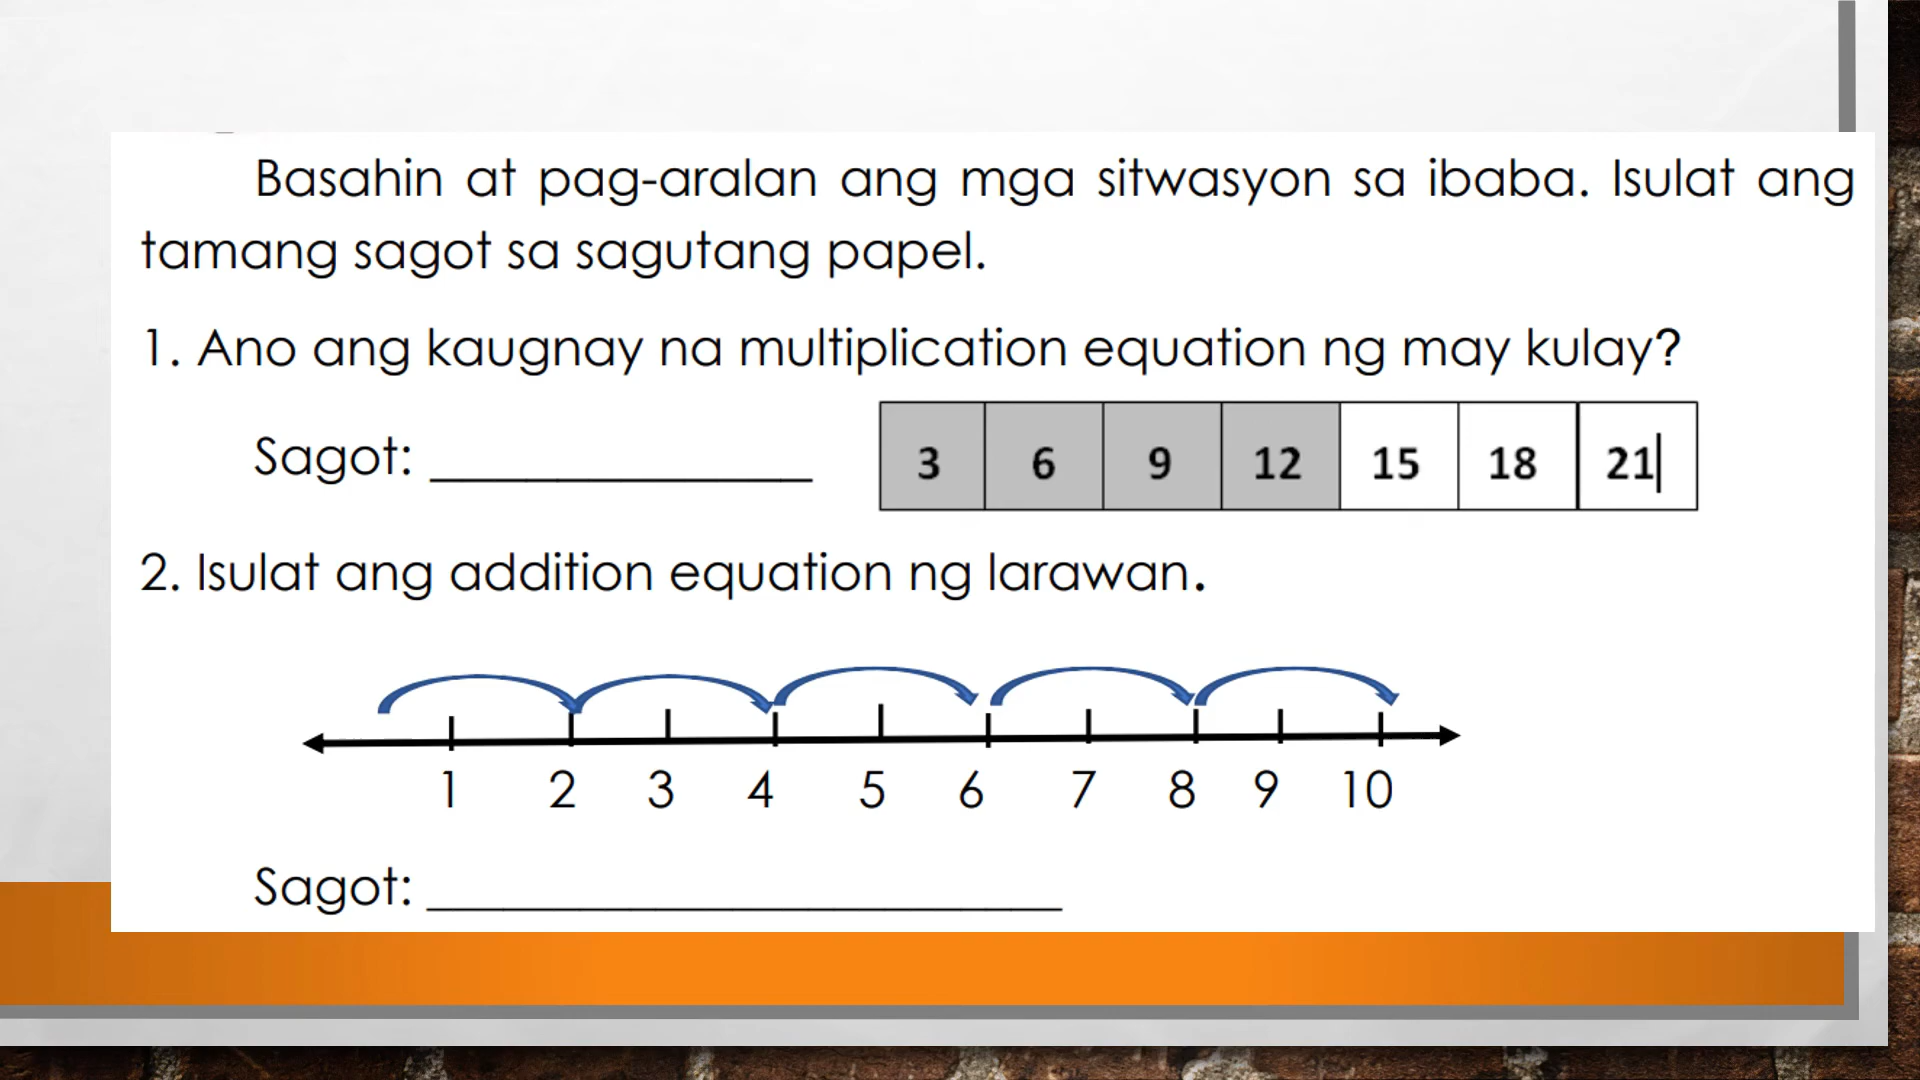 Basahin at pag-aralan ang mga sitwasyon sa ibaba. Isulat ang
tamang sagot sa sagutang papel.
1. Ano ang kaugnay na multiplication equation ng may kulay?
Sagot: _______________
3 6 9 12 15 18 21
2. Isulat ang addition equation ng larawan.
1 2 3 4 5 6 7 8 9 10
Sagot: _________________________